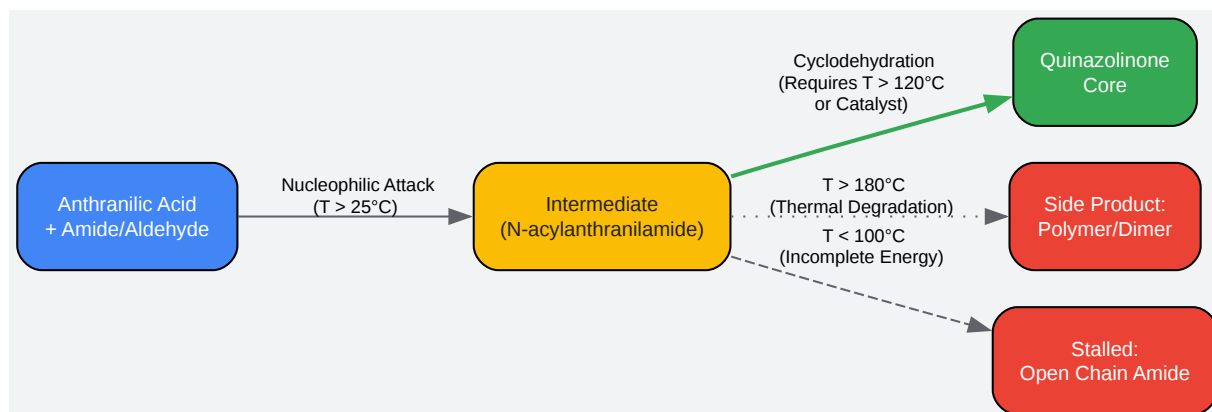 Anthranilic Acid
+ Amide/Aldehyde
Nucleophilic Attack
(T > 25°C)
Intermediate
(N-acylanthranilamide)
Cyclodehydration
(Requires T > 120°C
or Catalyst)
Quinazolinone
Core
T > 180°C
(Thermal Degradation)
Side Product:
Polymer/Dimer
T < 100°C
(Incomplete Energy)
Stalled:
Open Chain Amide